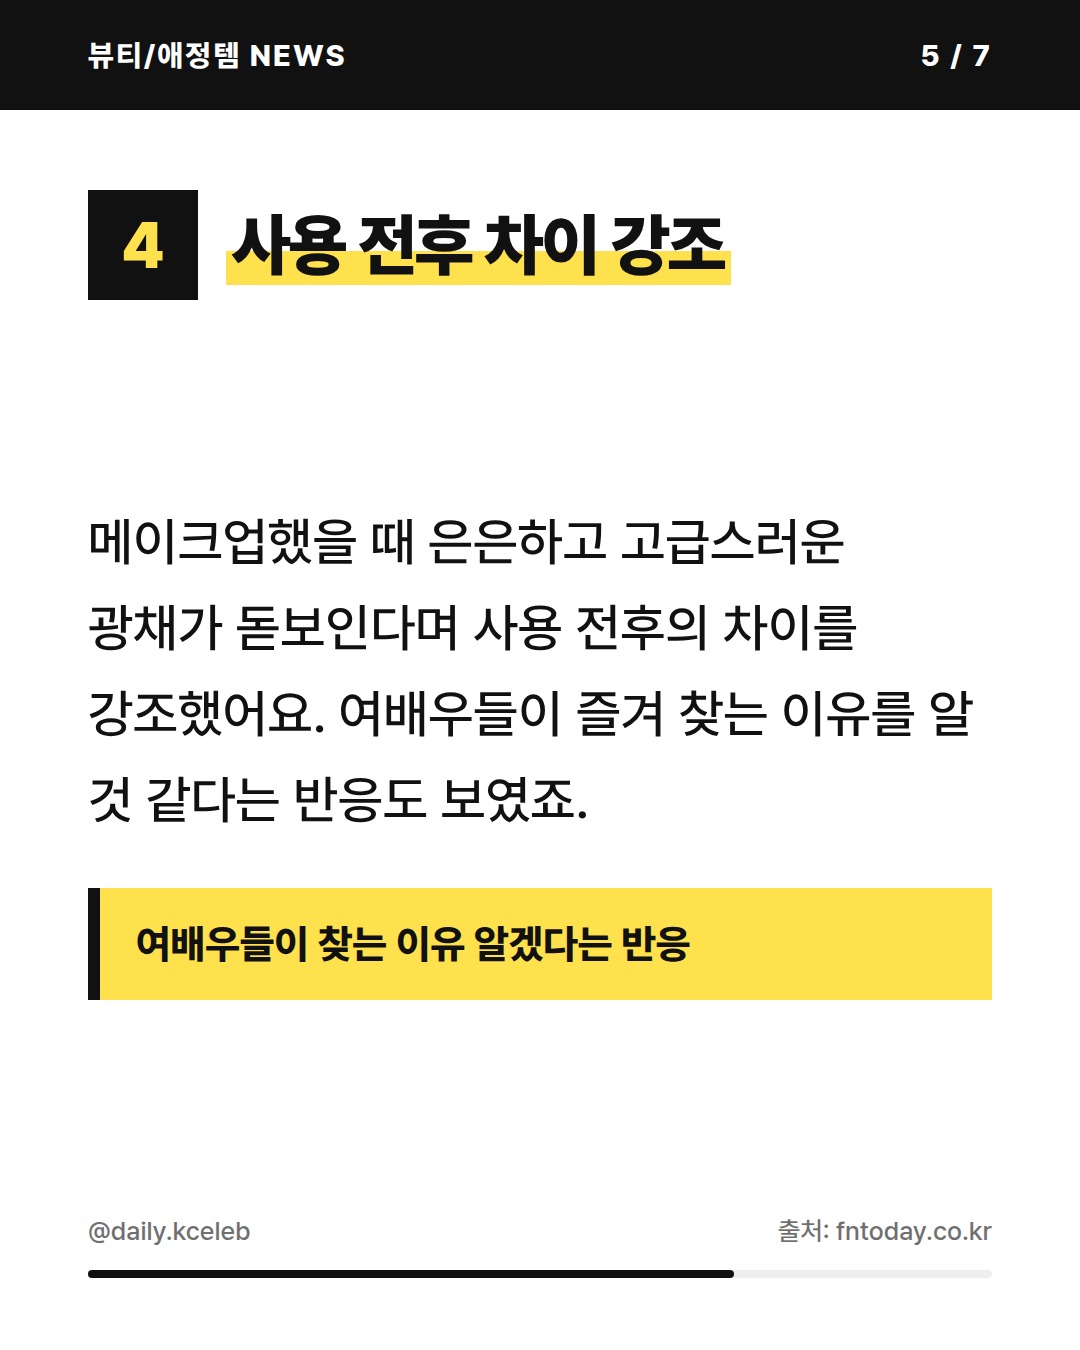 뷰티/애정템 NEWS
5 / 7
4
사용 전후 차이 강조
메이크업했을 때 은은하고 고급스러운
광채가 돋보인다며 사용 전후의 차이를
강조했어요. 여배우들이 즐겨 찾는 이유를 알
것 같다는 반응도 보였죠.
여배우들이 찾는 이유 알겠다는 반응
@daily.kceleb
출처: fntoday.co.kr